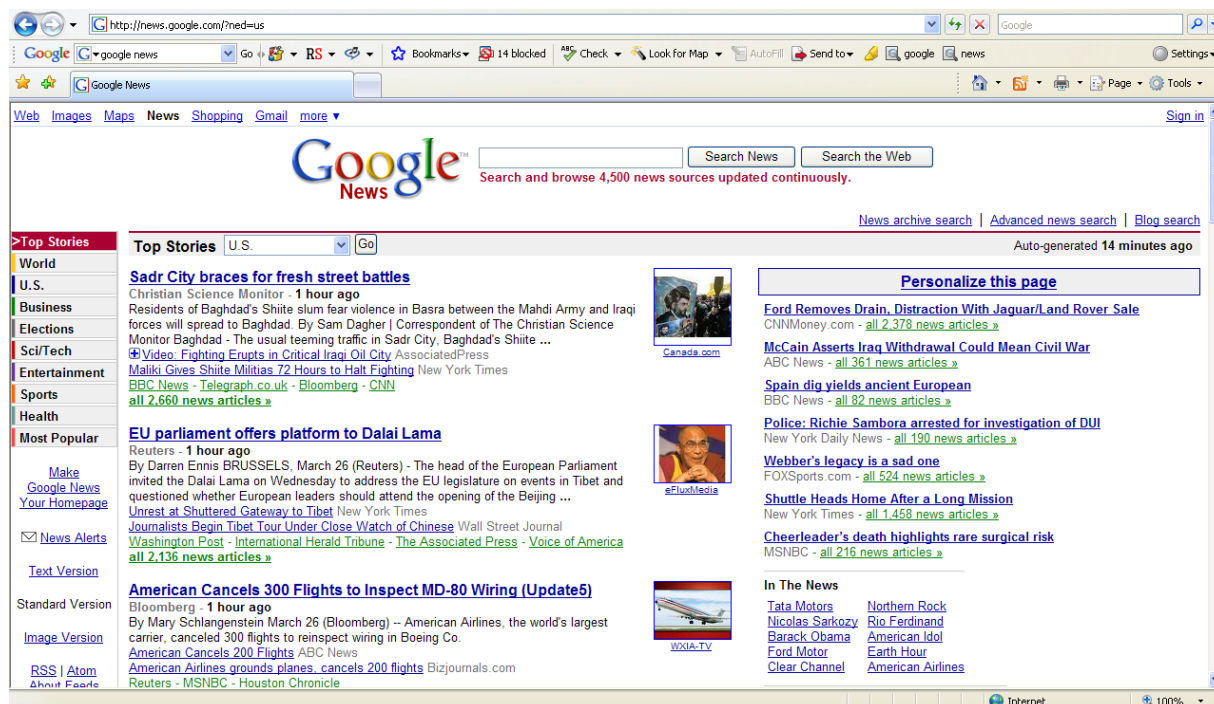 http://news.google.com/?ned=us
Google
Google google news Go RS Bookmarks 14 blocked Check Look for Map AutoFill Send to google news Settings
Google News
Page Tools
Web Images Maps News Shopping Gmail more ▼
Sign in
Google News
Search News Search the Web
Search and browse 4,500 news sources updated continuously.
News archive search | Advanced news search | Blog search
>Top Stories
World
U.S.
Business
Elections
Sci/Tech
Entertainment
Sports
Health
Most Popular
Make
Google News
Your Homepage
News Alerts
Text Version
Standard Version
Image Version
RSS | Atom
About Feeds
Top Stories U.S. Go
Auto-generated 14 minutes ago
Sadr City braces for fresh street battles
Christian Science Monitor - 1 hour ago
Residents of Baghdad's Shiite slum fear violence in Basra between the Mahdi Army and Iraqi
forces will spread to Baghdad. By Sam Dagher | Correspondent of The Christian Science
Monitor Baghdad - The usual teeming traffic in Sadr City, Baghdad's Shiite ...
Video: Fighting Erupts in Critical Iraqi Oil City AssociatedPress
Maliki Gives Shiite Militias 72 Hours to Halt Fighting New York Times
BBC News - Telegraph.co.uk - Bloomberg - CNN
all 2,660 news articles »
Canada.com
EU parliament offers platform to Dalai Lama
Reuters - 1 hour ago
By Darren Ennis BRUSSELS, March 26 (Reuters) - The head of the European Parliament
invited the Dalai Lama on Wednesday to address the EU legislature on events in Tibet and
questioned whether European leaders should attend the opening of the Beijing ...
Unrest at Shuttered Gateway to Tibet New York Times
Journalists Begin Tibet Tour Under Close Watch of Chinese Wall Street Journal
Washington Post - International Herald Tribune - The Associated Press - Voice of America
all 2,136 news articles »
eFluxMedia
American Cancels 300 Flights to Inspect MD-80 Wiring (Update5)
Bloomberg - 1 hour ago
By Mary Schlangenstein March 26 (Bloomberg) -- American Airlines, the world's largest
carrier, canceled 300 flights to reinspect wiring in Boeing Co.
American Cancels 200 Flights ABC News
American Airlines grounds planes, cancels 200 flights Bizjournals.com
Reuters - MSNBC - Houston Chronicle
WXIA-TV
Personalize this page
Ford Removes Drain, Distraction With Jaguar/Land Rover Sale
CNNMoney.com - all 2,378 news articles »
McCain Asserts Iraq Withdrawal Could Mean Civil War
ABC News - all 361 news articles »
Spain dig yields ancient European
BBC News - all 82 news articles »
Police: Richie Sambora arrested for investigation of DUI
New York Daily News - all 190 news articles »
Webber's legacy is a sad one
FOXSports.com - all 524 news articles »
Shuttle Heads Home After a Long Mission
New York Times - all 1,458 news articles »
Cheerleader's death highlights rare surgical risk
MSNBC - all 216 news articles »
In The News
Tata Motors Northern Rock
Nicolas Sarkozy Rio Ferdinand
Barack Obama American Idol
Ford Motor Earth Hour
Clear Channel American Airlines
Internet 100%